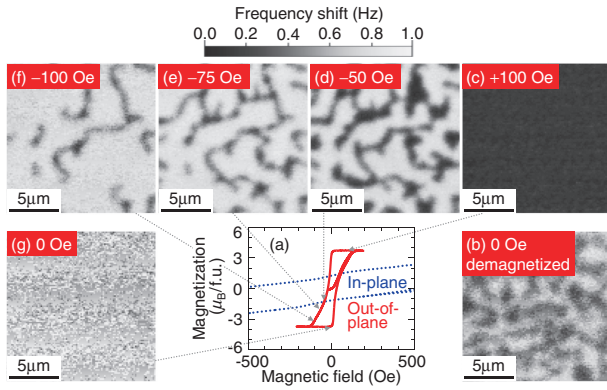 Frequency shift (Hz)
0.0 0.2 0.4 0.6 0.8 1.0
(f) −100 Oe
(e) −75 Oe
(d) −50 Oe
(c) +100 Oe
5μm
5μm
5μm
5μm
(g) 0 Oe
5μm
(a)
Magnetization
(μB/f.u.)
6
3
0
-3
-6
In-plane
Out-of-
plane
-500 0 500
Magnetic field (Oe)
(b) 0 Oe
demagnetized
5μm